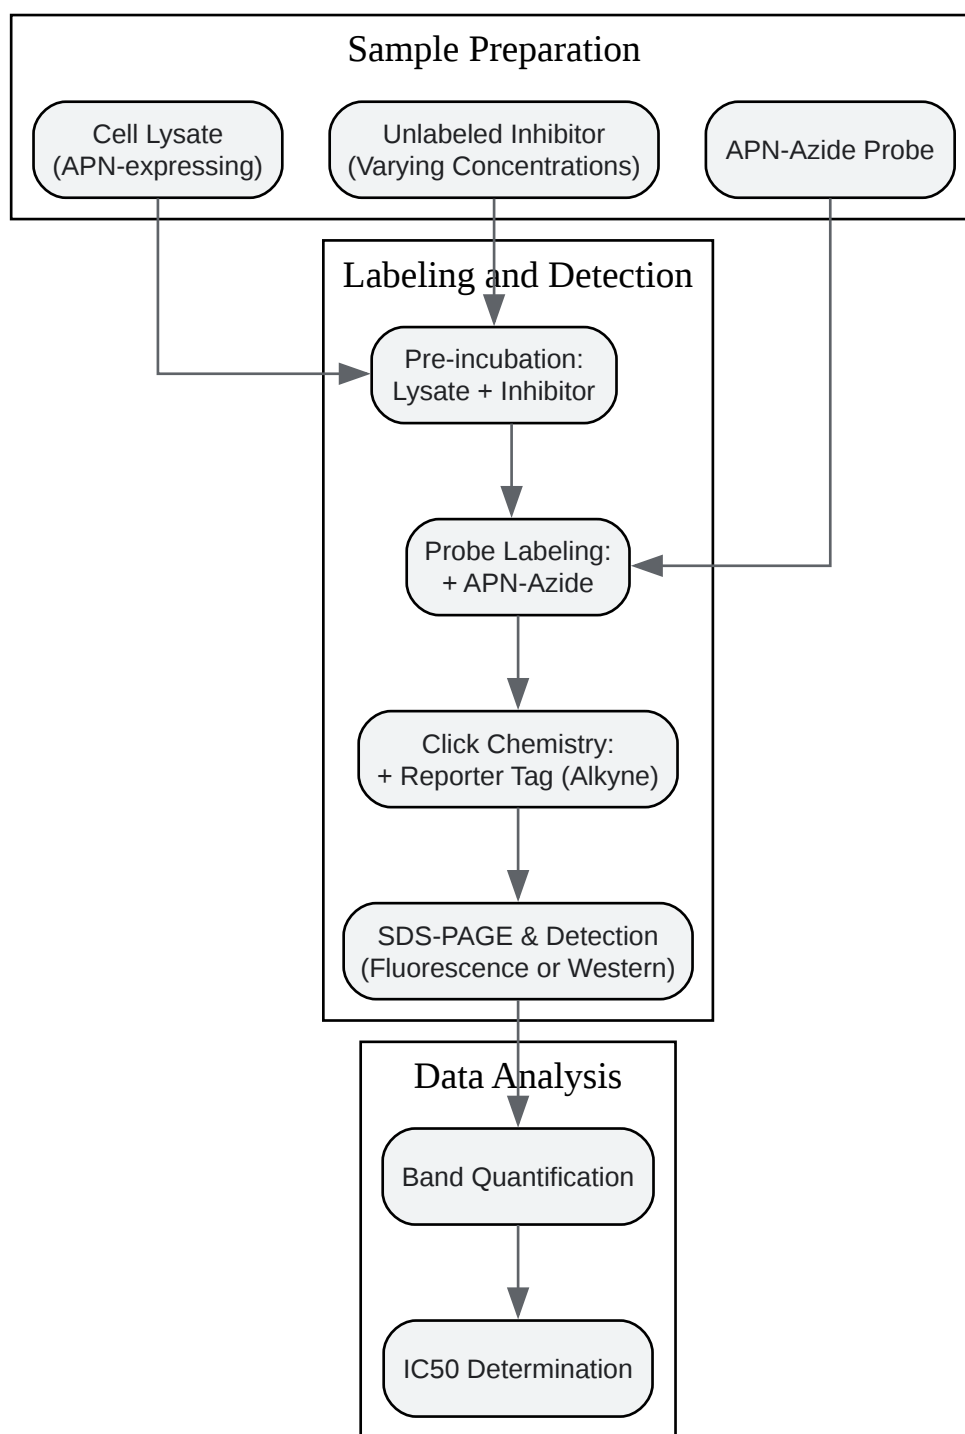 Sample Preparation
Cell Lysate
(APN-expressing)
Unlabeled Inhibitor
(Varying Concentrations)
APN-Azide Probe
Labeling and Detection
Pre-incubation:
Lysate + Inhibitor
Probe Labeling:
+ APN-Azide
Click Chemistry:
+ Reporter Tag (Alkyne)
SDS-PAGE & Detection
(Fluorescence or Western)
Data Analysis
Band Quantification
IC50 Determination